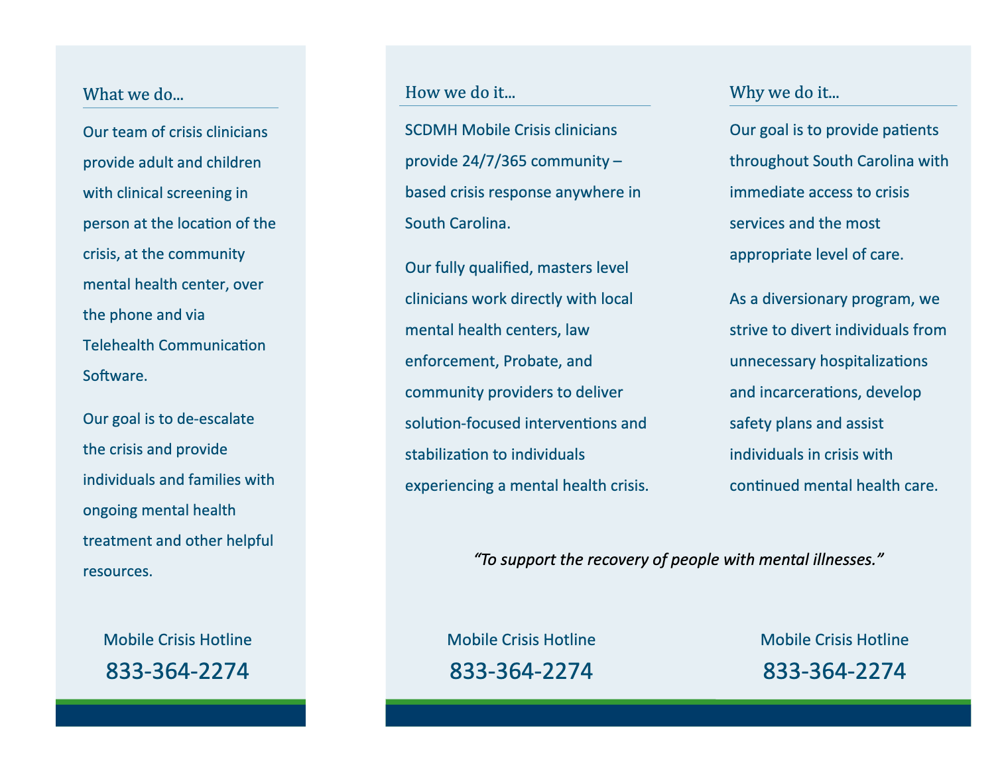 What we do...
Our team of crisis clinicians
provide adult and children
with clinical screening in
person at the location of the
crisis, at the community
mental health center, over
the phone and via
Telehealth Communication
Software.
Our goal is to de-escalate
the crisis and provide
individuals and families with
ongoing mental health
treatment and other helpful
resources.
Mobile Crisis Hotline
833-364-2274
How we do it...
SCDMH Mobile Crisis clinicians
provide 24/7/365 community –
based crisis response anywhere in
South Carolina.
Our fully qualified, masters level
clinicians work directly with local
mental health centers, law
enforcement, Probate, and
community providers to deliver
solution-focused interventions and
stabilization to individuals
experiencing a mental health crisis.
Why we do it...
Our goal is to provide patients
throughout South Carolina with
immediate access to crisis
services and the most
appropriate level of care.
As a diversionary program, we
strive to divert individuals from
unnecessary hospitalizations
and incarcerations, develop
safety plans and assist
individuals in crisis with
continued mental health care.
“To support the recovery of people with mental illnesses.”
Mobile Crisis Hotline
833-364-2274
Mobile Crisis Hotline
833-364-2274